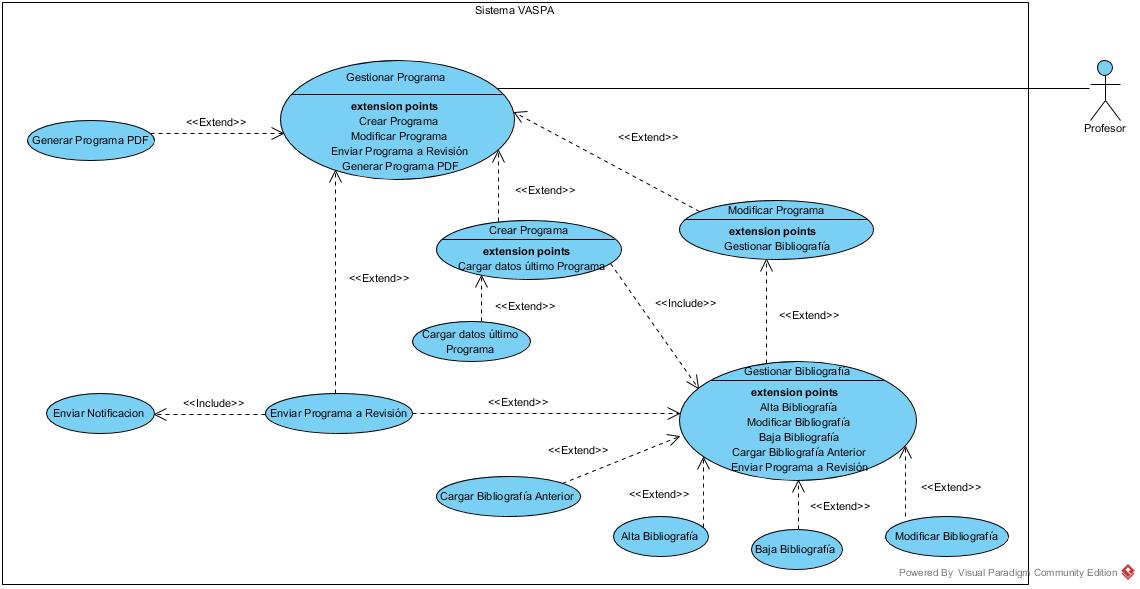 Sistema VASPA
Gestionar Programa
extension points
Crear Programa
Modificar Programa
Enviar Programa a Revisión
Generar Programa PDF
Profesor
<<Extend>>
Generar Programa PDF
<<Extend>>
<<Extend>>
Modificar Programa
extension points
Gestionar Bibliografía
Crear Programa
extension points
Cargar datos último Programa
<<Extend>>
<<Include>>
<<Extend>>
<<Extend>>
Cargar datos último
Programa
Gestionar Bibliografía
extension points
Alta Bibliografía
Modificar Bibliografía
Baja Bibliografía
Cargar Bibliografía Anterior
Enviar Programa a Revisión
Enviar Notificacion
<<Include>>
Enviar Programa a Revisión
<<Extend>>
<<Extend>>
Cargar Bibliografía Anterior
<<Extend>>
<<Extend>>
<<Extend>>
Alta Bibliografía
Baja Bibliografía
Modificar Bibliografía
Powered By Visual Paradigm Community Edition